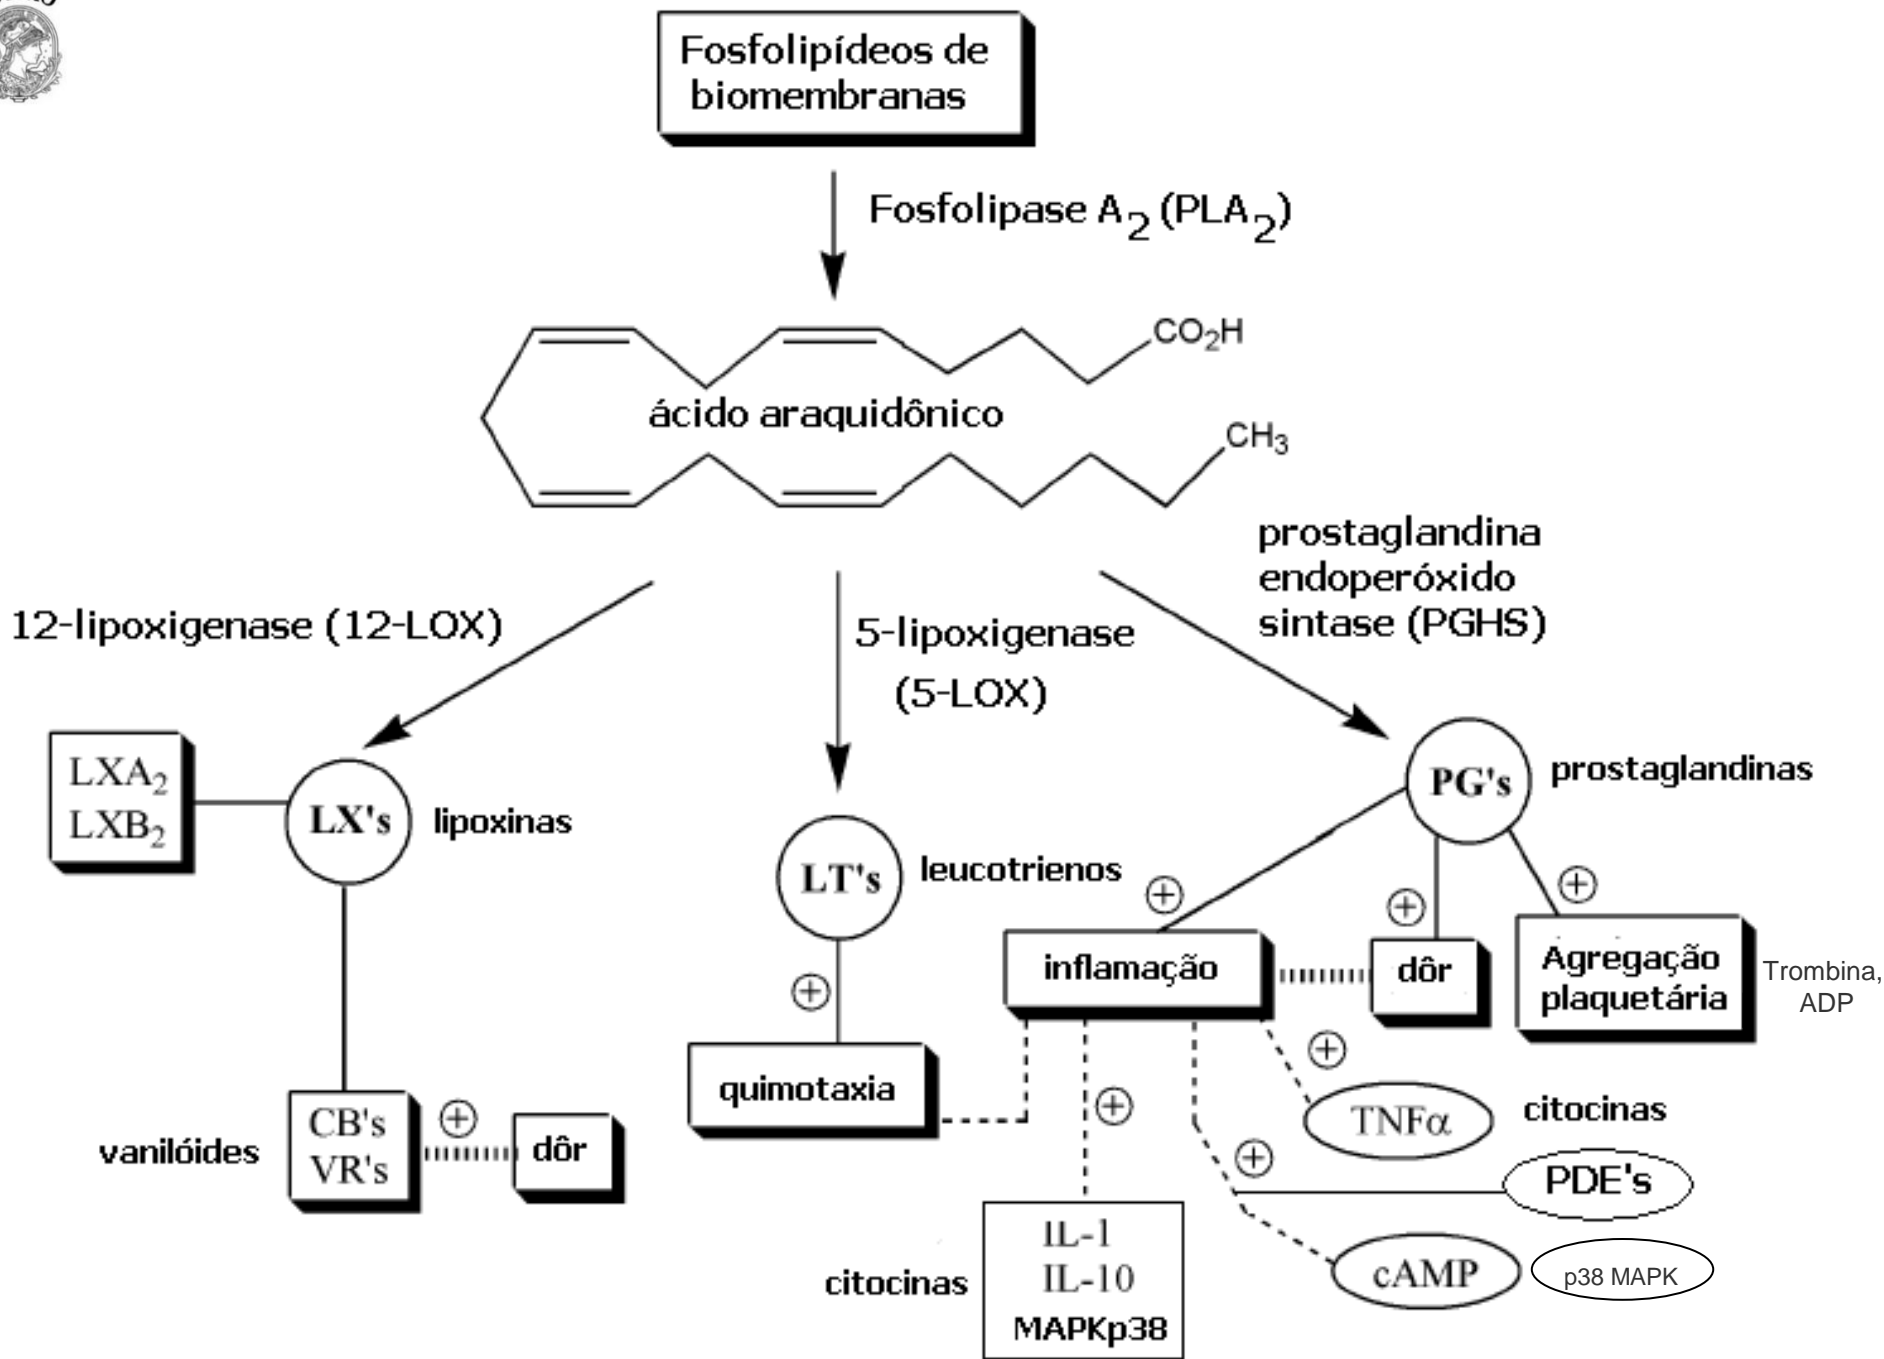 Fosfolipídeos de
biomembranas
Fosfolipase A₂ (PLA₂)
CO₂H
ácido araquidônico
CH₃
prostaglandina
endoperóxido
sintase (PGHS)
12-lipoxigenase (12-LOX)
5-lipoxigenase
(5-LOX)
LXA₂
LXB₂
LX's
lipoxinas
LT's
leucotrienos
PG's
prostaglandinas
+
+
+
inflamação
dôr
Agregação
plaquetária
Trombina,
ADP
+
quimotaxia
+
+
TNFα
citocinas
+
PDE's
cAMP
p38 MAPK
vanilóides
CB's
VR's
+
dôr
citocinas
IL-1
IL-10
MAPKp38